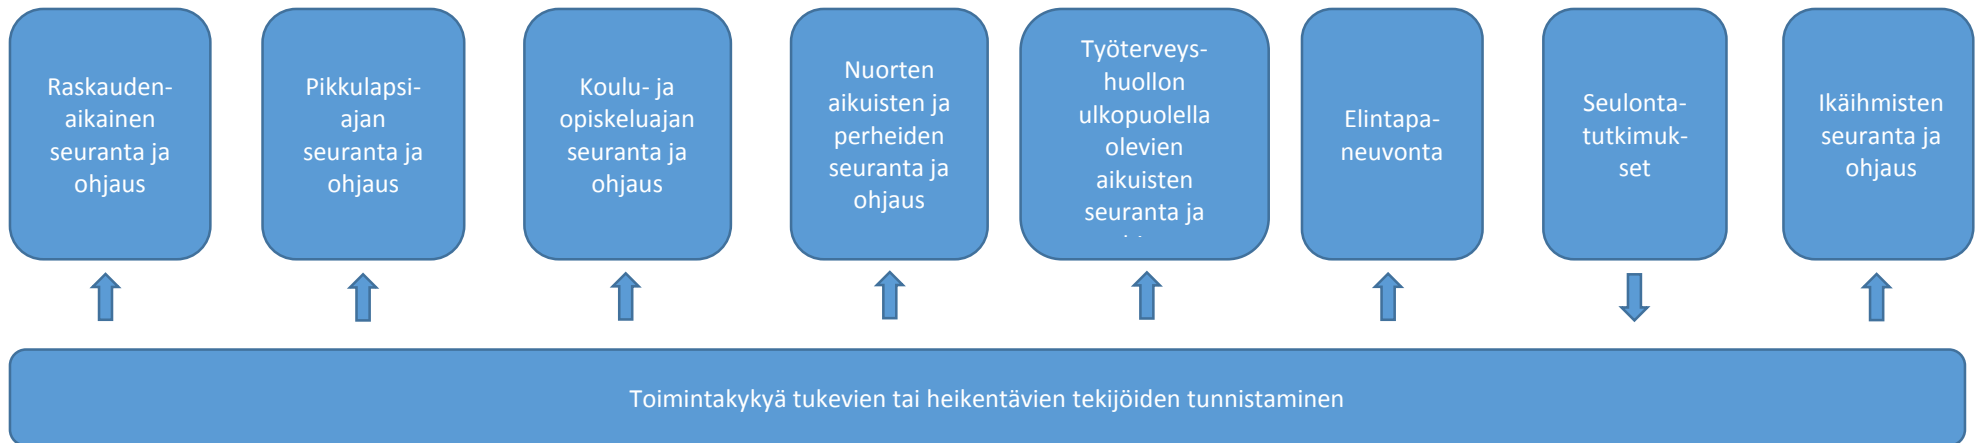 Raskauden-
aikainen
seuranta ja
ohjaus
Pikkulapsi-
ajan
seuranta ja
ohjaus
Koulu- ja
opiskeluajan
seuranta ja
ohjaus
Nuorten
aikuisten ja
perheiden
seuranta ja
ohjaus
Työterveys-
huollon
ulkopuolella
olevien
aikuisten
seuranta ja
Elintapa-
neuvonta
Seulonta-
tutkimuk-
set
Ikäihmisten
seuranta ja
ohjaus
Toimintakykyä tukevien tai heikentävien tekijöiden tunnistaminen